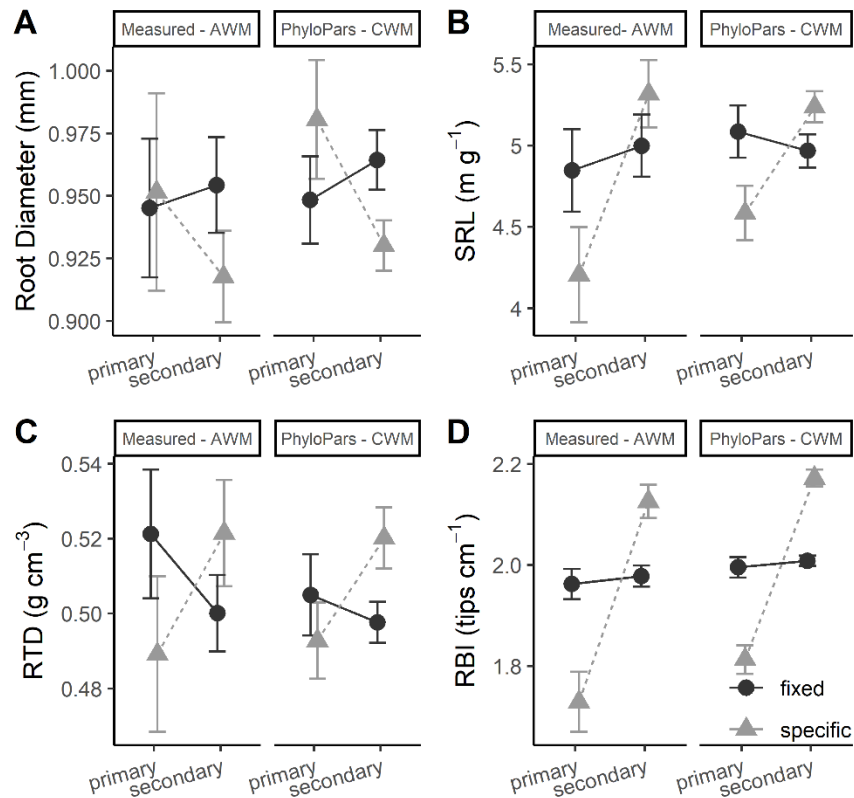 A
Measured - AWM
PhyloPars - CWM
Root Diameter (mm)
1.000
0.975
0.950
0.925
0.900
primary
secondary
primary
secondary
B
Measured- AWM
PhyloPars - CWM
SRL (m g⁻¹)
5.5
5
4.5
4
primary
secondary
primary
secondary
C
Measured - AWM
PhyloPars - CWM
RTD (g cm⁻³)
0.54
0.52
0.50
0.48
primary
secondary
primary
secondary
D
Measured - AWM
PhyloPars - CWM
RBI (tips cm⁻¹)
2.2
2.0
1.8
fixed
specific
primary
secondary
primary
secondary